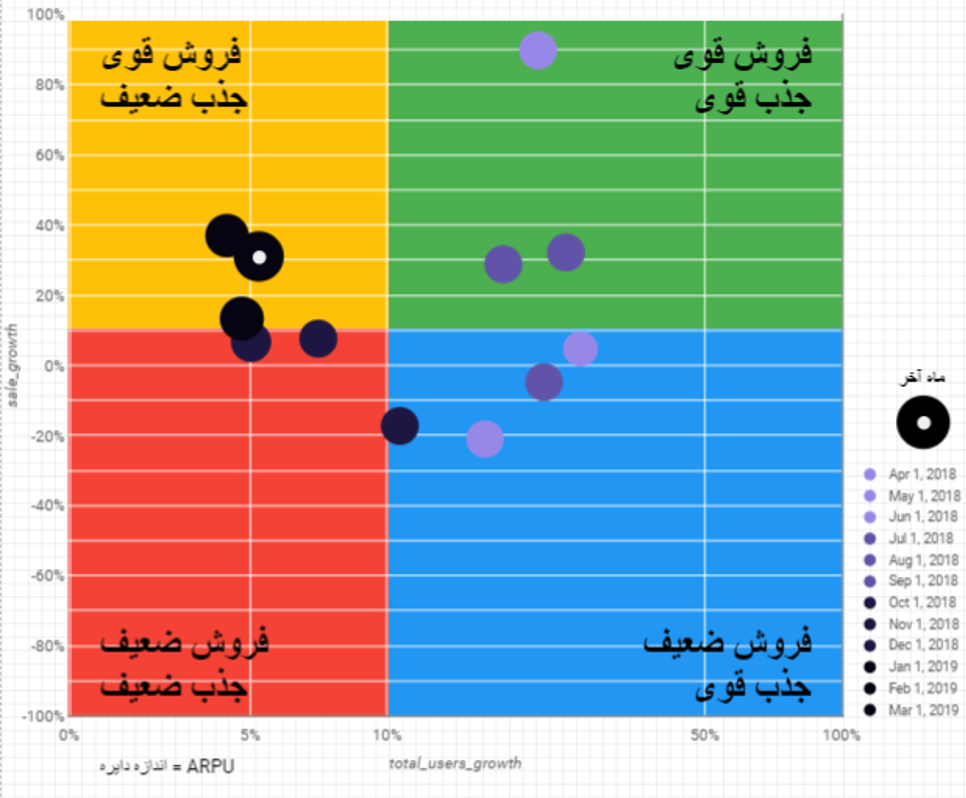 100%
80%
60%
40%
20%
0%
-20%
-40%
-60%
-80%
-100%
sale_growth
فروش قوی
جذب ضعیف
فروش قوی
جذب قوی
فروش ضعیف
جذب ضعیف
فروش ضعیف
جذب قوی
0%
5%
10%
50%
100%
total_users_growth
اندازه دایره = ARPU
ماه آخر
Apr 1, 2018
May 1, 2018
Jun 1, 2018
Jul 1, 2018
Aug 1, 2018
Sep 1, 2018
Oct 1, 2018
Nov 1, 2018
Dec 1, 2018
Jan 1, 2019
Feb 1, 2019
Mar 1, 2019